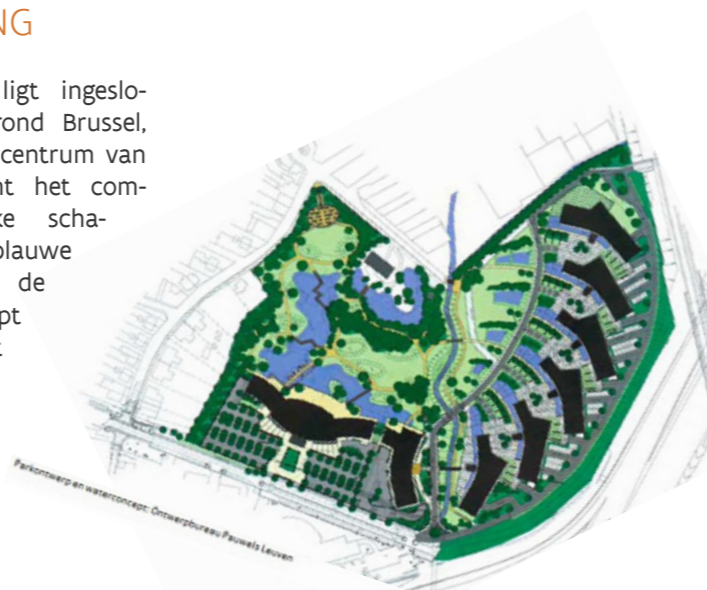 NG
ligt ingeslo-
rond Brussel,
centrum van
nt het com-
ke scha-
blauwe
de
pt
Parkontwerp en waterconcept: Ontwerpbureau Pauwels Leuven